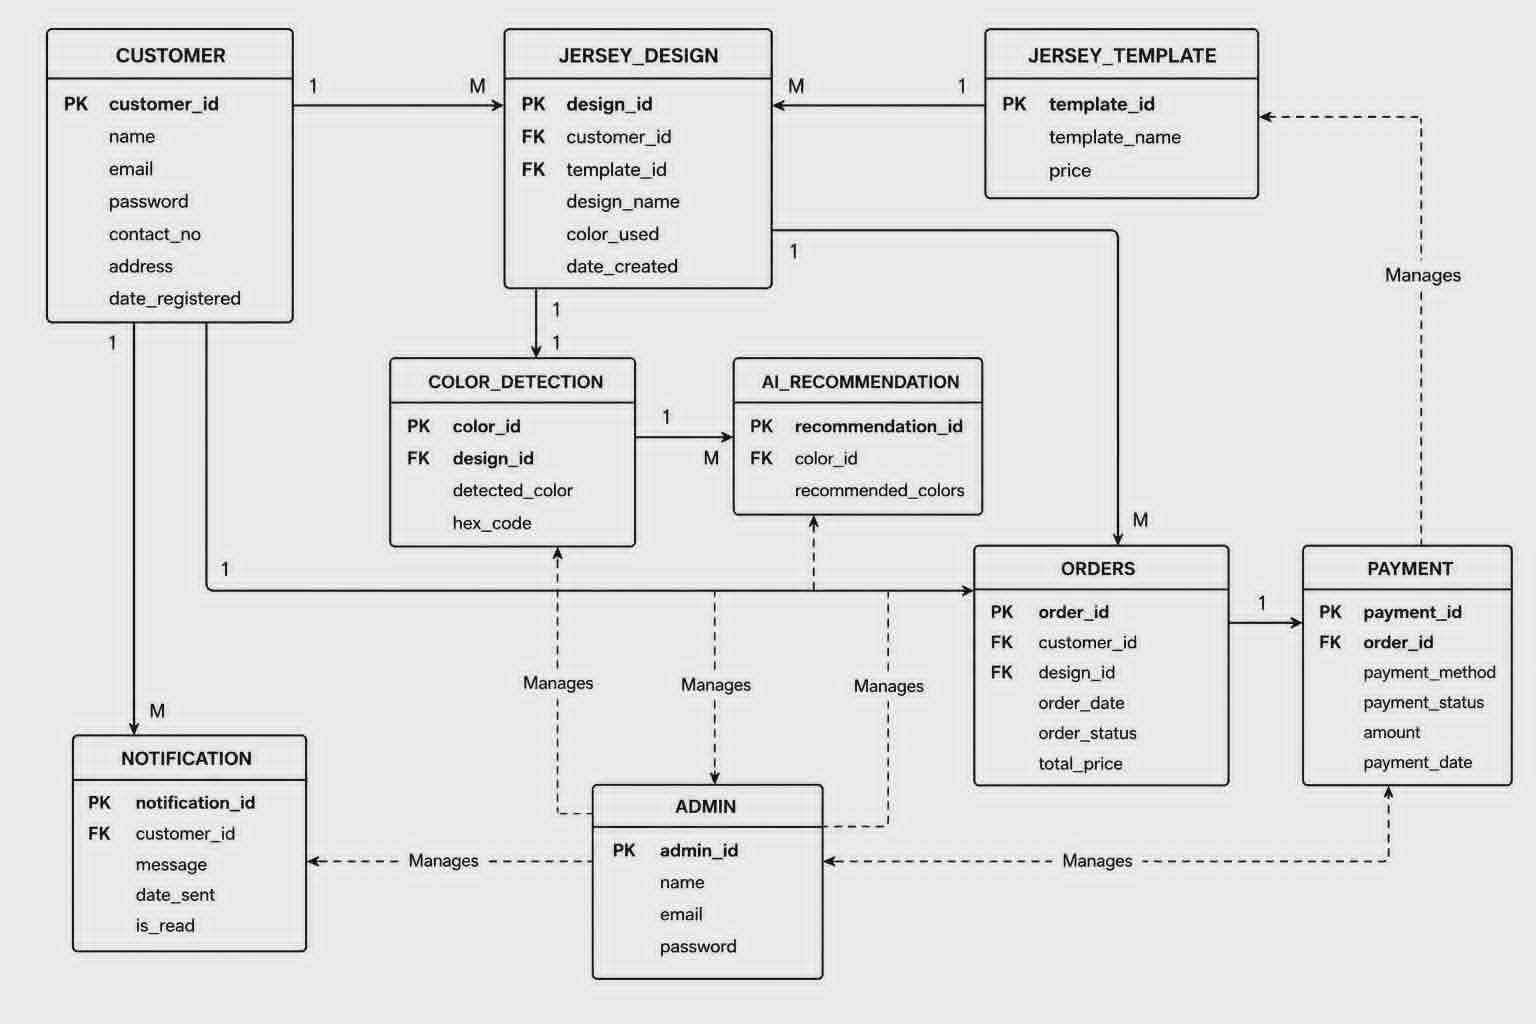 CUSTOMER
PK customer_id
name
email
password
contact_no
address
date_registered
1 M
JERSEY_DESIGN
PK design_id
FK customer_id
FK template_id
design_name
color_used
date_created
M 1
JERSEY_TEMPLATE
PK template_id
template_name
price
1
Manages
1
1
1
COLOR_DETECTION
PK color_id
FK design_id
detected_color
hex_code
1
M
AI_RECOMMENDATION
PK recommendation_id
FK color_id
recommended_colors
M
1
ORDERS
PK order_id
FK customer_id
FK design_id
order_date
order_status
total_price
1
PAYMENT
PK payment_id
FK order_id
payment_method
payment_status
amount
payment_date
Manages
Manages
Manages
M
NOTIFICATION
PK notification_id
FK customer_id
message
date_sent
is_read
Manages
ADMIN
PK admin_id
name
email
password
Manages